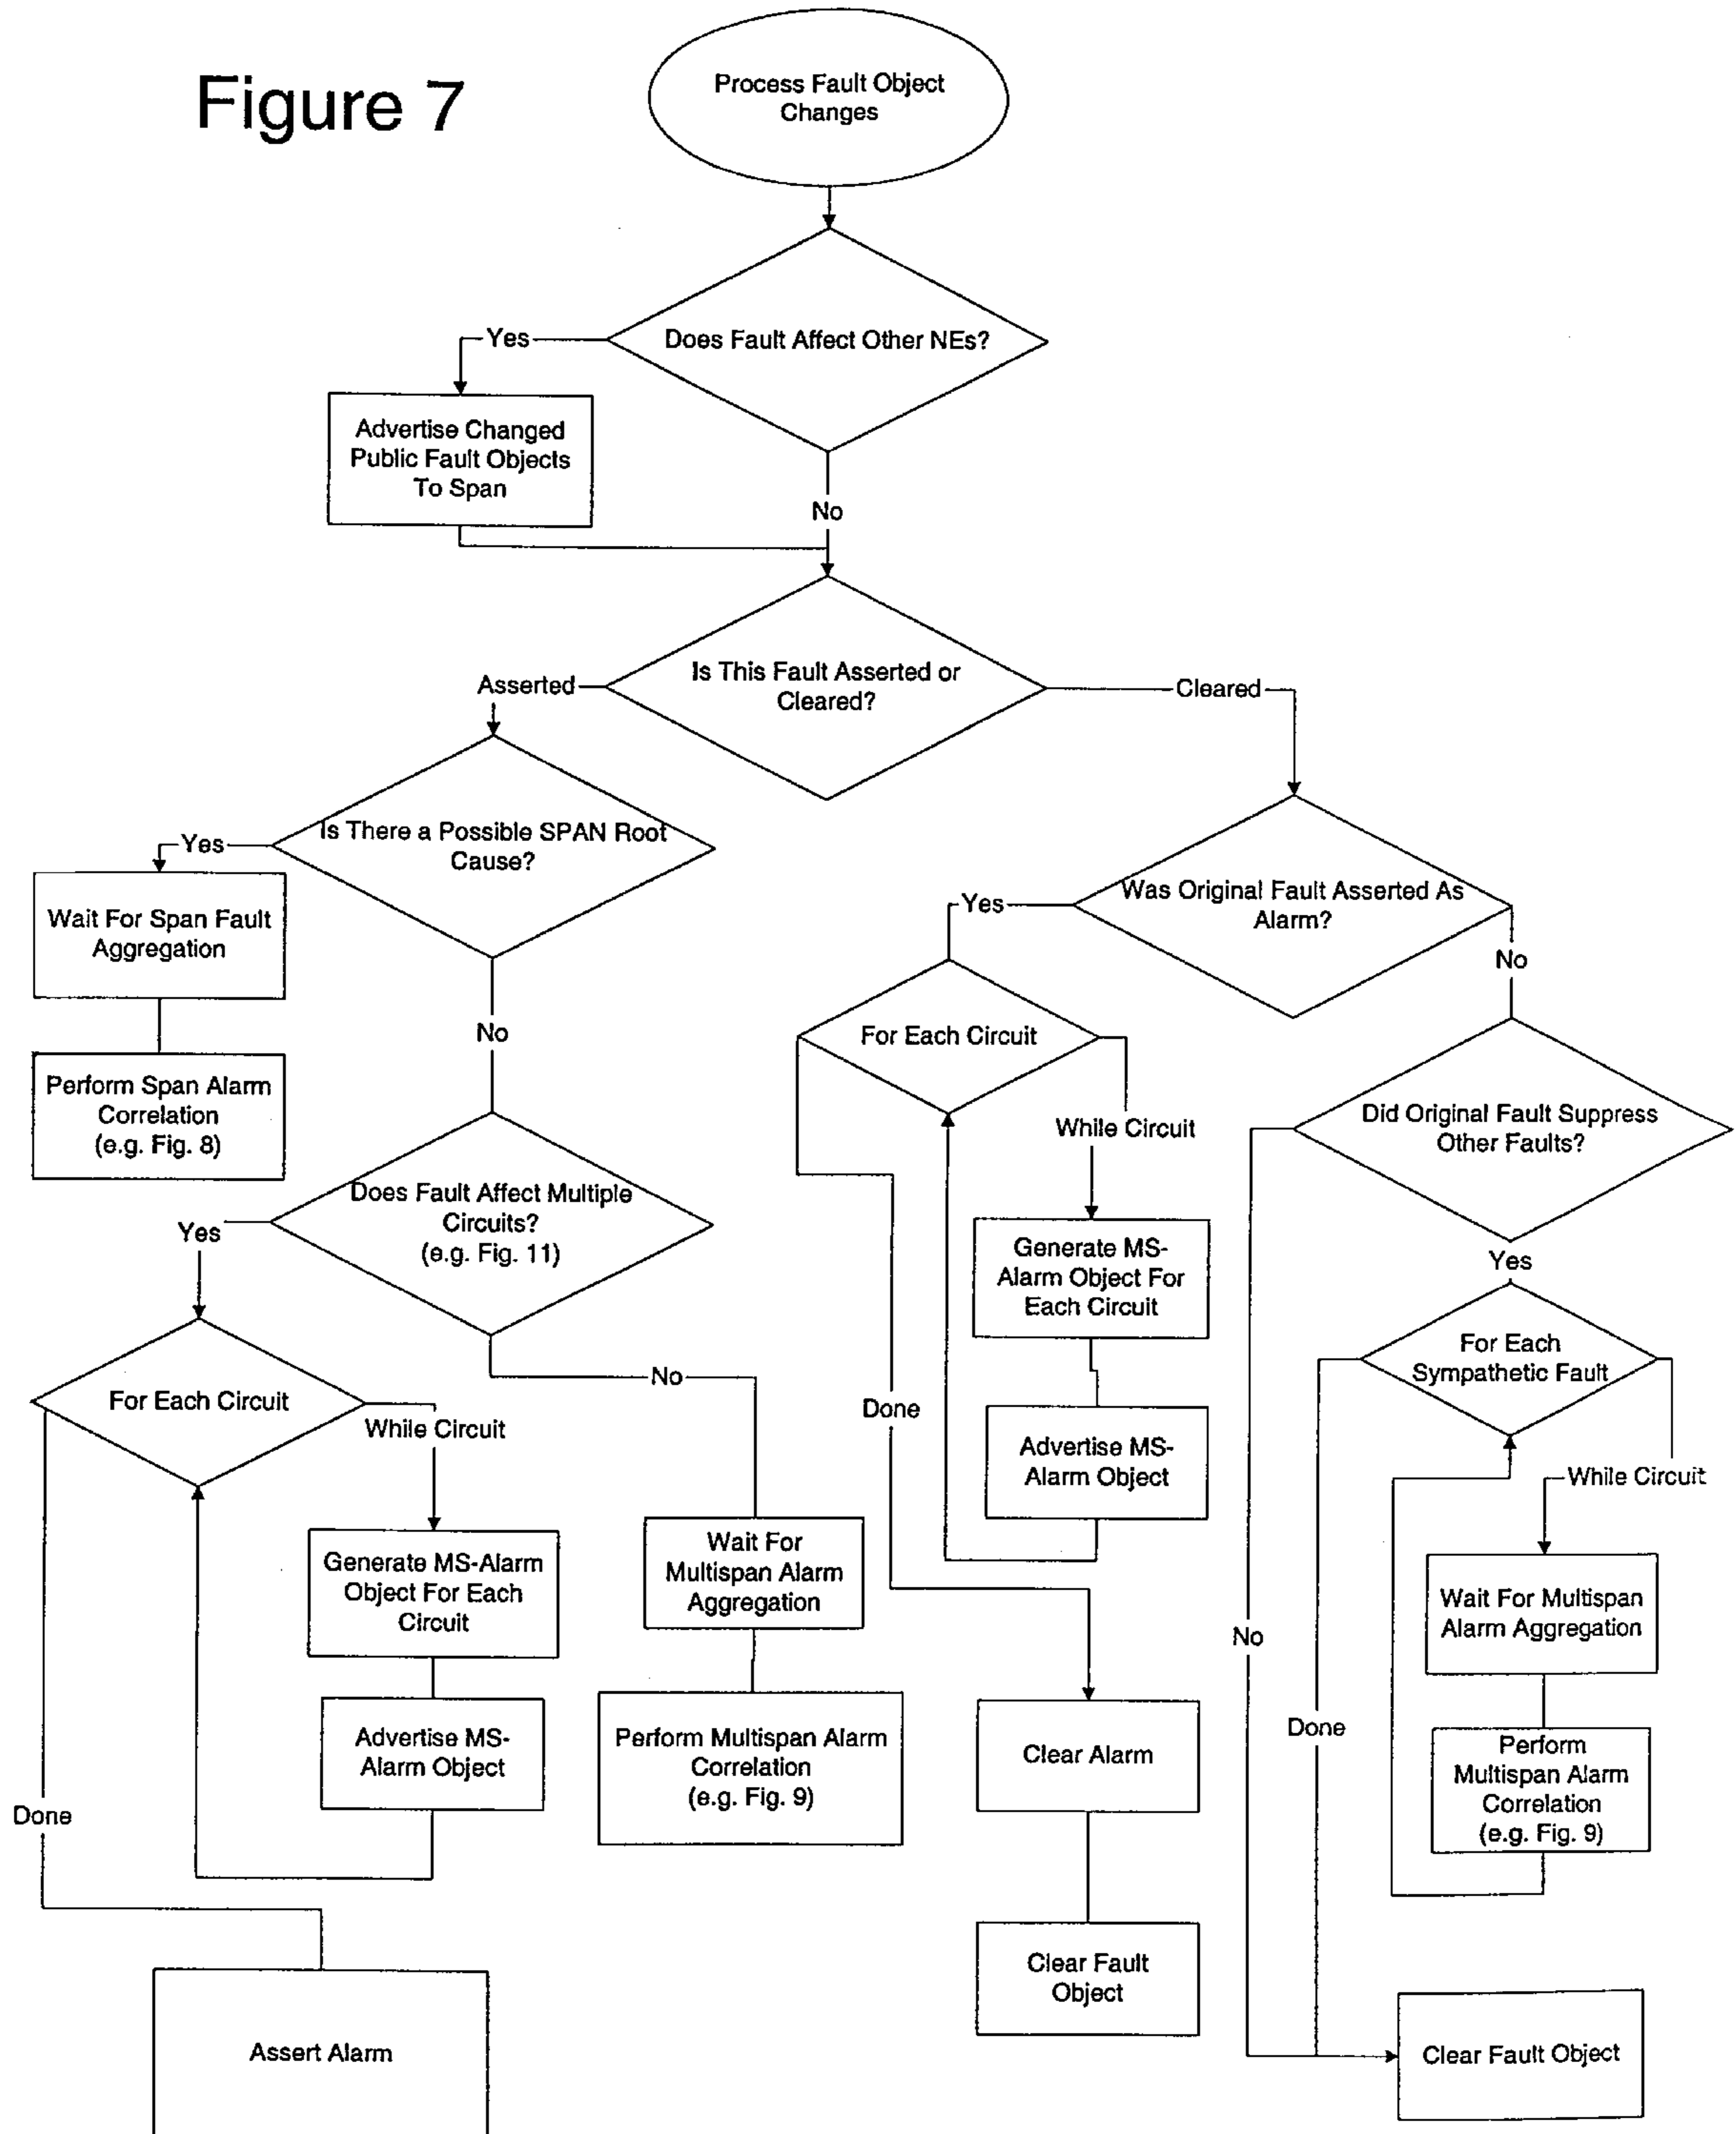 Figure 7
Process Fault Object
Changes
Does Fault Affect Other NEs?
Yes
Advertise Changed
Public Fault Objects
To Span
No
Is This Fault Asserted or
Cleared?
Asserted
Cleared
Is There a Possible SPAN Root
Cause?
Yes
Wait For Span Fault
Aggregation
Perform Span Alarm
Correlation
(e.g. Fig. 8)
No
Does Fault Affect Multiple
Circuits?
(e.g. Fig. 11)
Yes
For Each Circuit
While Circuit
Generate MS-Alarm
Object For Each
Circuit
Advertise MS-
Alarm Object
Done
Assert Alarm
No
Wait For
Multispan Alarm
Aggregation
Perform Multispan Alarm
Correlation
(e.g. Fig. 9)
Was Original Fault Asserted As
Alarm?
Yes
For Each Circuit
While Circuit
Generate MS-
Alarm Object For
Each Circuit
Advertise MS-
Alarm Object
Done
Clear Alarm
Clear Fault
Object
No
Did Original Fault Suppress
Other Faults?
Yes
For Each
Sympathetic Fault
While Circuit
Wait For Multispan
Alarm Aggregation
Perform
Multispan Alarm
Correlation
(e.g. Fig. 9)
No
Done
Clear Fault Object